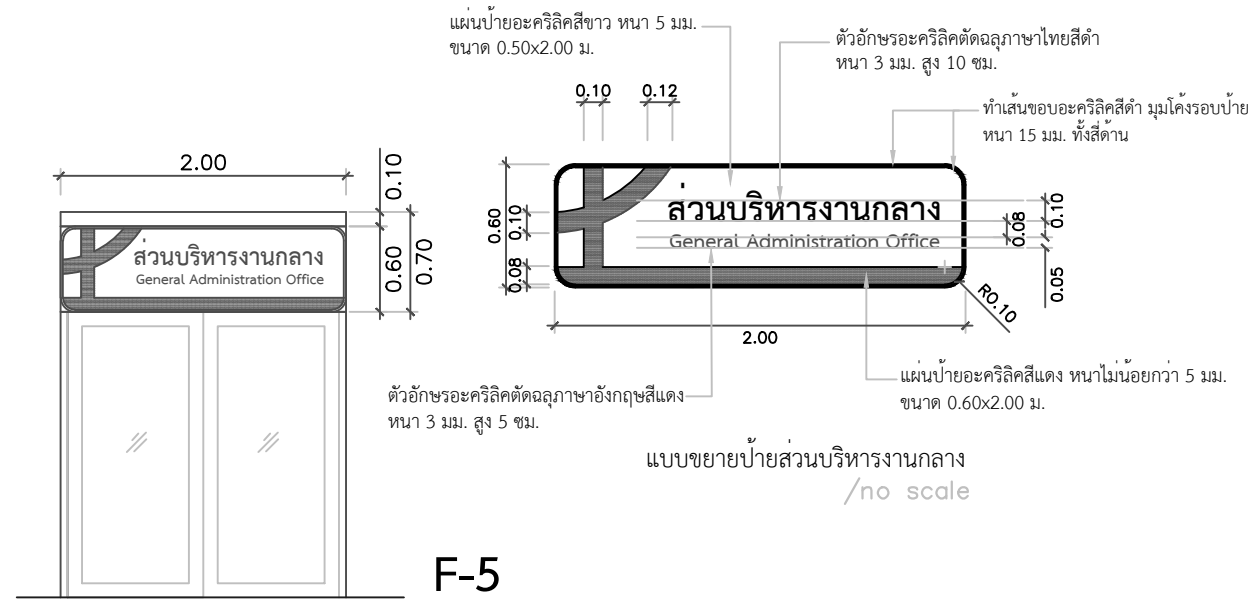 แผ่นป้ายอะคริลิคสีขาว หนา 5 มม.
ขนาด 0.50x2.00 ม.
ตัวอักษรอะคริลิคตัดฉลุภาษาไทยสีดำ
หนา 3 มม. สูง 10 ซม.
0.10
0.12
ทำเส้นขอบอะคริลิคสีดำ มุมโค้งรอบป้าย
หนา 15 มม. ทั้งสี่ด้าน
2.00
0.10
0.60
0.70
ส่วนบริหารงานกลาง
General Administration Office
0.60
0.10
0.08
ส่วนบริหารงานกลาง
General Administration Office
0.08
0.10
0.05
R0.10
2.00
ตัวอักษรอะคริลิคตัดฉลุภาษาอังกฤษสีแดง
หนา 3 มม. สูง 5 ซม.
แผ่นป้ายอะคริลิคสีแดง หนาไม่น้อยกว่า 5 มม.
ขนาด 0.60x2.00 ม.
แบบขยายป้ายส่วนบริหารงานกลาง
/no scale
F-5